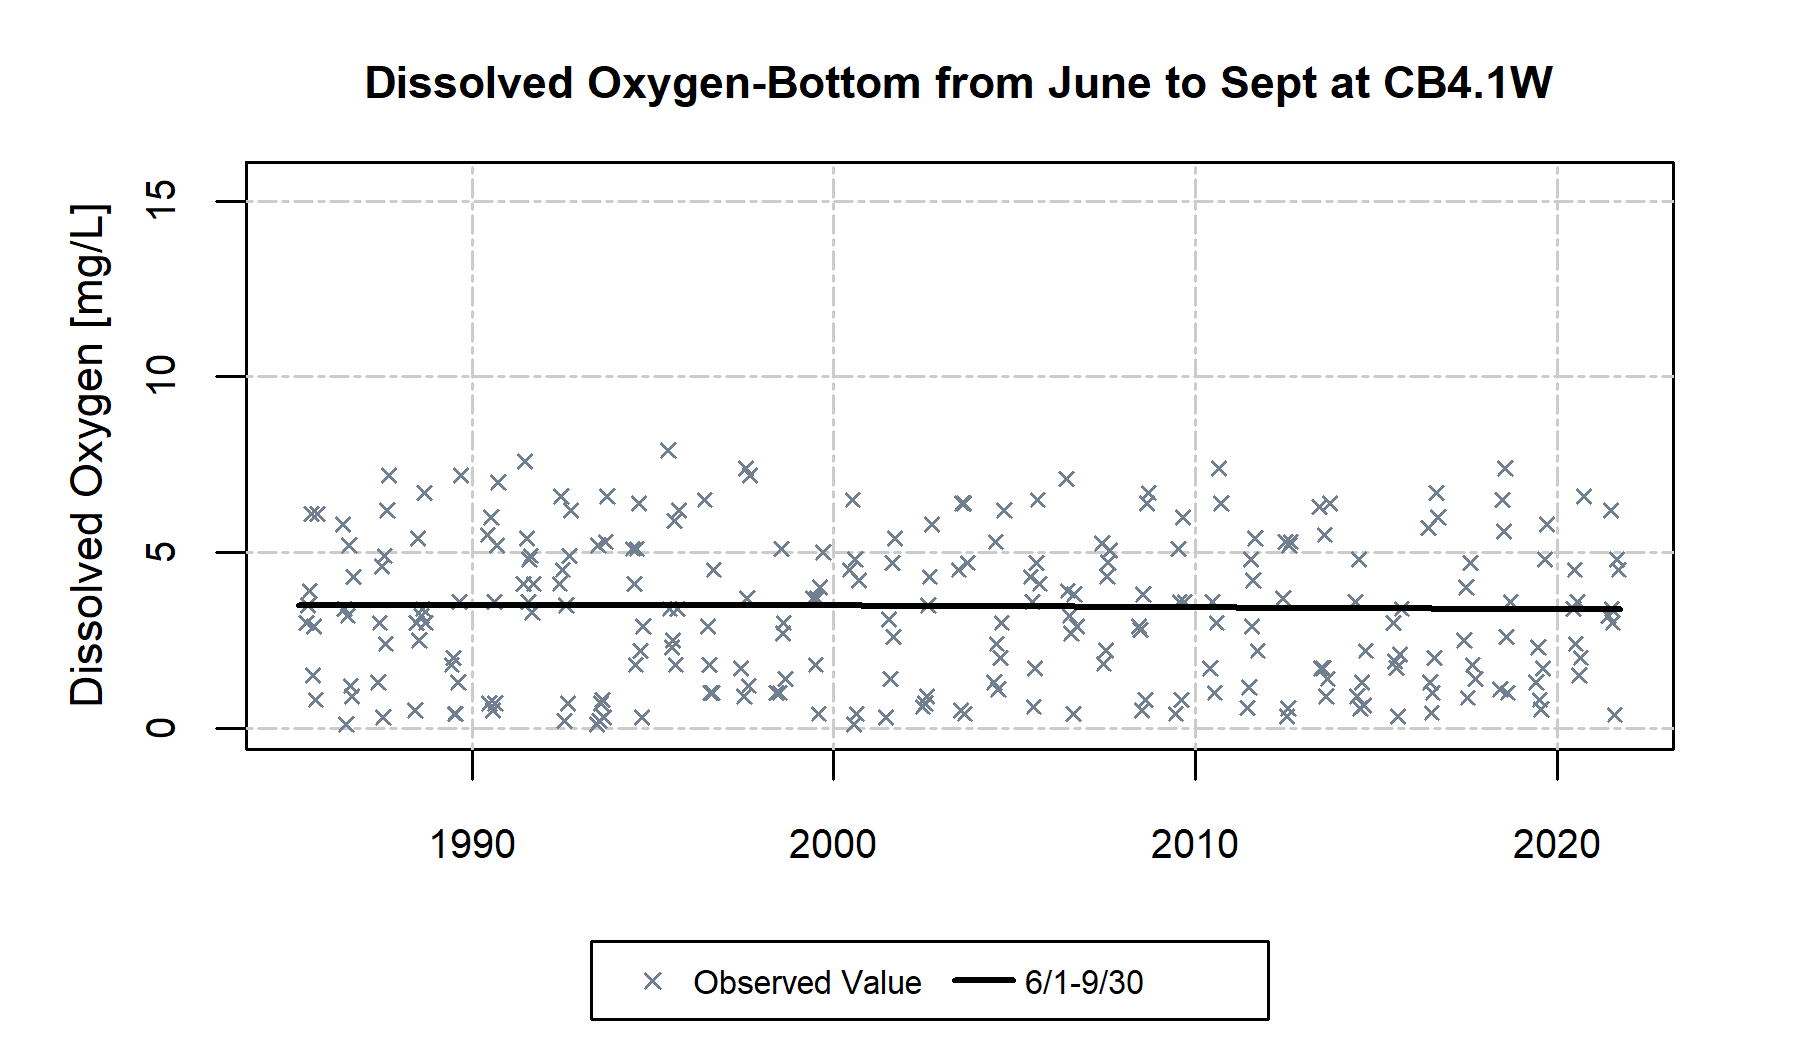 Dissolved Oxygen-Bottom from June to Sept at CB4.1W
Dissolved Oxygen [mg/L]
15
10
5
0
1990 2000 2010 2020
Observed Value 6/1-9/30